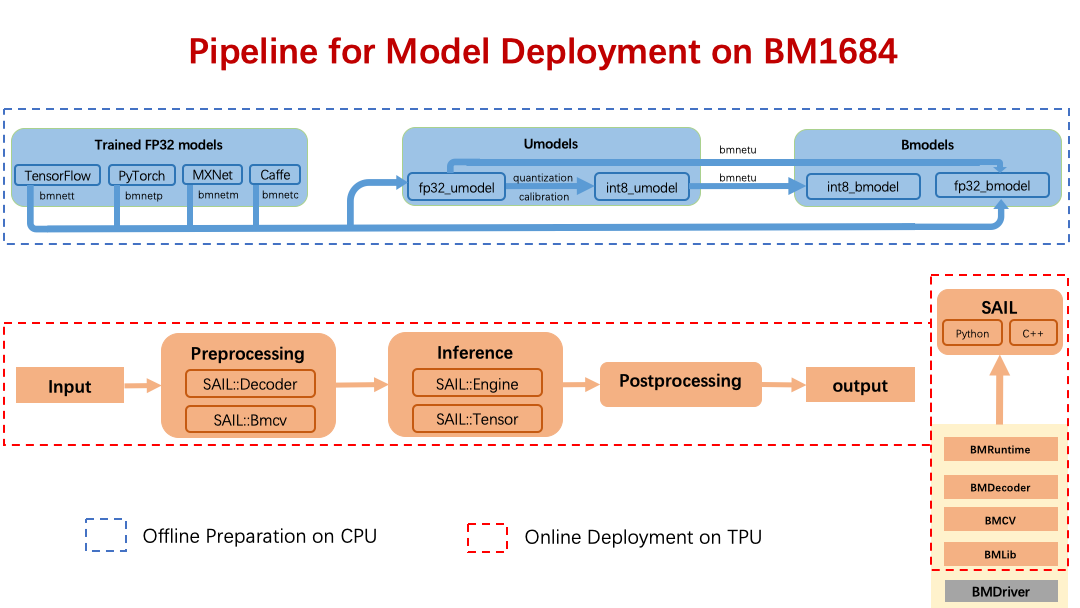 Pipeline for Model Deployment on BM1684
Trained FP32 models
TensorFlow
PyTorch
MXNet
Caffe
bmnett
bmnetp
bmnetm
bmnetc
Umodels
fp32_umodel
quantization
calibration
int8_umodel
bmnetu
bmnetu
Bmodels
int8_bmodel
fp32_bmodel
Input
Preprocessing
SAIL::Decoder
SAIL::Bmcv
Inference
SAIL::Engine
SAIL::Tensor
Postprocessing
output
SAIL
Python
C++
BMRuntime
BMDecoder
BMCV
BMLib
BMDriver
Offline Preparation on CPU
Online Deployment on TPU